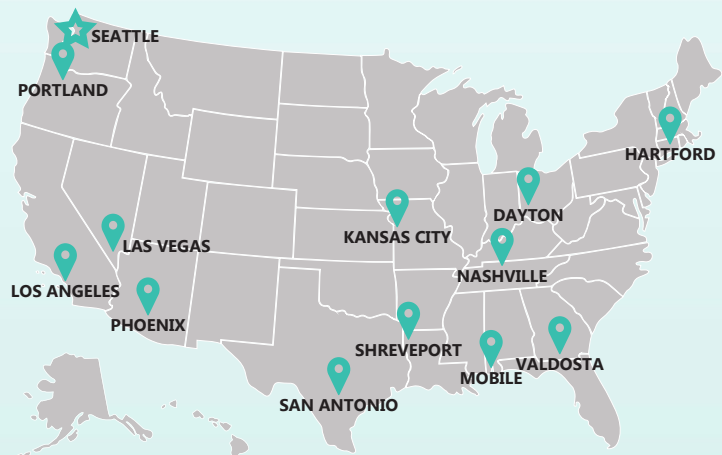 SEATTLE
PORTLAND
HARTFORD
DAYTON
KANSAS CITY
LAS VEGAS
NASHVILLE
LOS ANGELES
PHOENIX
SHREVEPORT
VALDOSTA
MOBILE
SAN ANTONIO